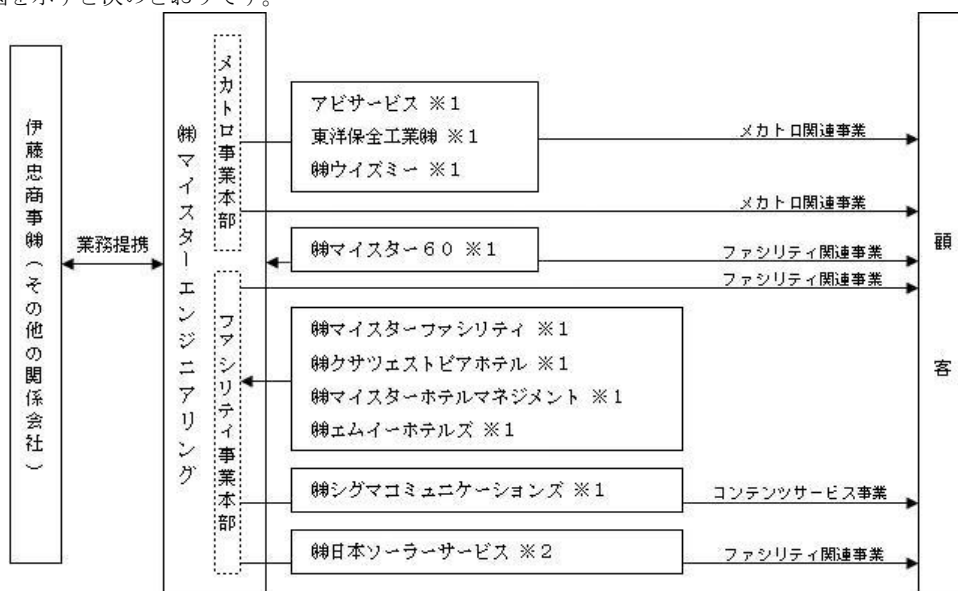 図を示すと次のとおりです。
伊藤忠商事㈱（その他の関係会社）
業務提携
㈱マイスターエンジニアリング
メカトロ事業本部
アビサービス ※1
東洋保全工業㈱ ※1
㈱ウイズミー ※1
メカトロ関連事業
メカトロ関連事業
㈱マイスター６０ ※1
ファシリティ関連事業
ファシリティ関連事業
ファシリティ事業本部
㈱マイスターファシリティ ※1
㈱クサツエストピアホテル ※1
㈱マイスターホテルマネジメント ※1
㈱エムイーホテルズ ※1
㈱シグマコミュニケーションズ ※1
コンテンツサービス事業
㈱日本ソーラーサービス ※2
ファシリティ関連事業
顧客